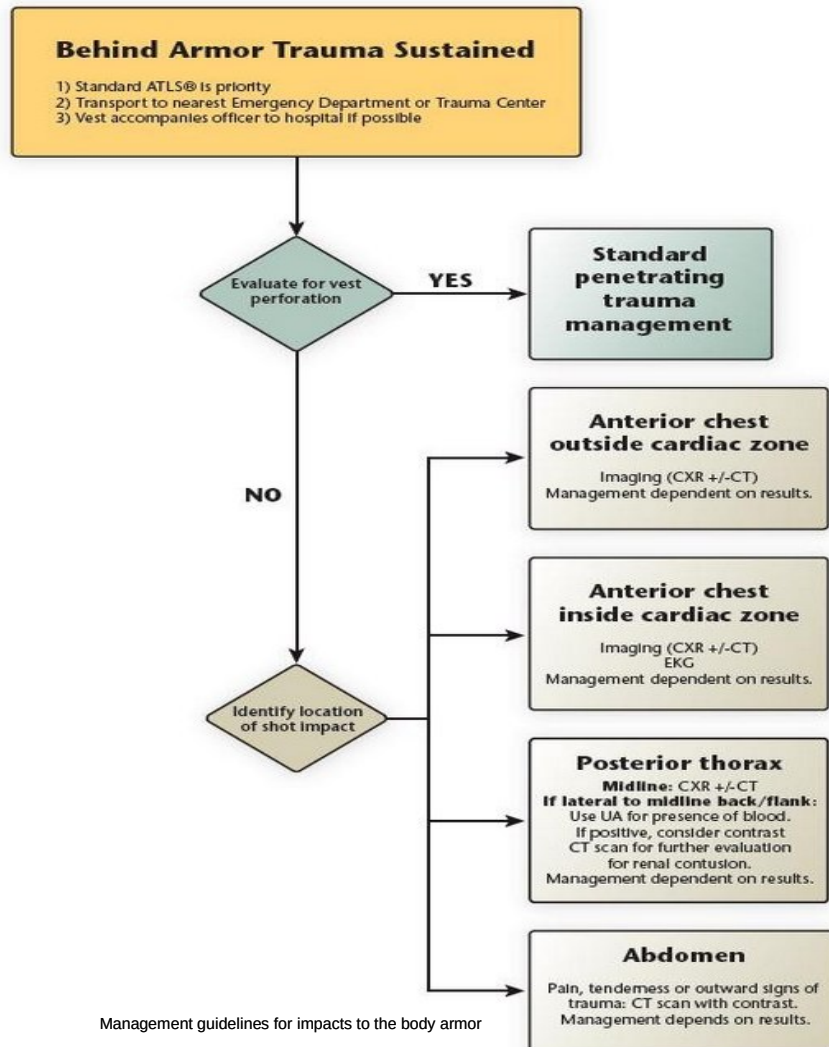 Behind Armor Trauma Sustained
1) Standard ATLS® is priority
2) Transport to nearest Emergency Department or Trauma Center
3) Vest accompanies officer to hospital if possible
Evaluate for vest
perforation
YES
Standard
penetrating
trauma
management
NO
Anterior chest
outside cardiac zone
Imaging (CXR +/-CT)
Management dependent on results.
Anterior chest
inside cardiac zone
Imaging (CXR +/-CT)
EKG
Management dependent on results.
Identify location
of shot impact
Posterior thorax
Midline: CXR +/-CT
If lateral to midline back/flank:
Use UA for presence of blood.
If positive, consider contrast
CT scan for further evaluation
for renal contusion.
Management dependent on results.
Abdomen
Pain, tenderness or outward signs of
trauma: CT scan with contrast.
Management depends on results.
Management guidelines for impacts to the body armor